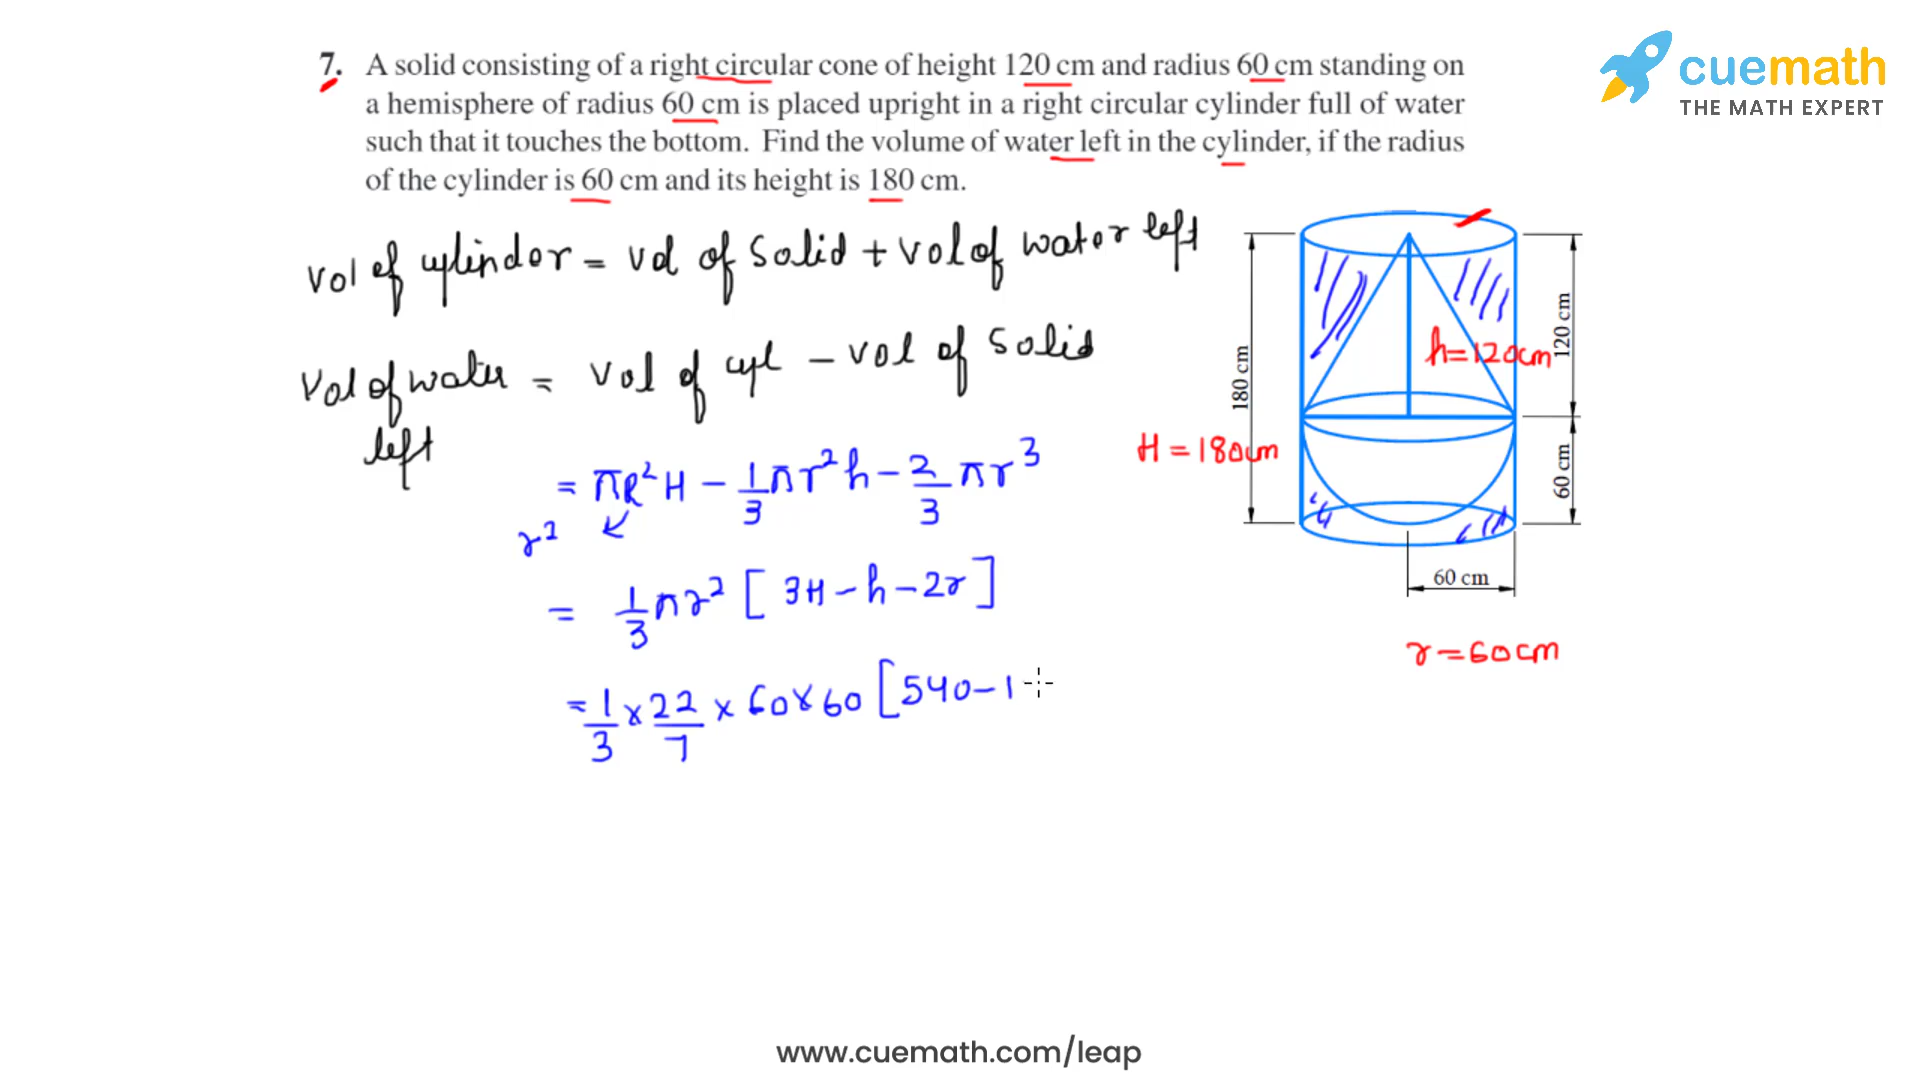 7. A solid consisting of a right circular cone of height 120 cm and radius 60 cm standing on
a hemisphere of radius 60 cm is placed upright in a right circular cylinder full of water
such that it touches the bottom. Find the volume of water left in the cylinder, if the radius
of the cylinder is 60 cm and its height is 180 cm.
cuemath
THE MATH EXPERT
Vol of cylinder = vol of Solid + Vol of water left
Vol of water = Vol of cyl - Vol of Solid
left
= πR²H - 1/3 πr²h - 2/3 πr³
r²
= 1/3 πr² [ 3H - h - 2r ]
= 1/3 × 22/7 × 60 × 60 [ 540 - 1
180 cm
120 cm
h = 120cm
H = 180cm
60 cm
60 cm
r = 60cm
www.cuemath.com/leap